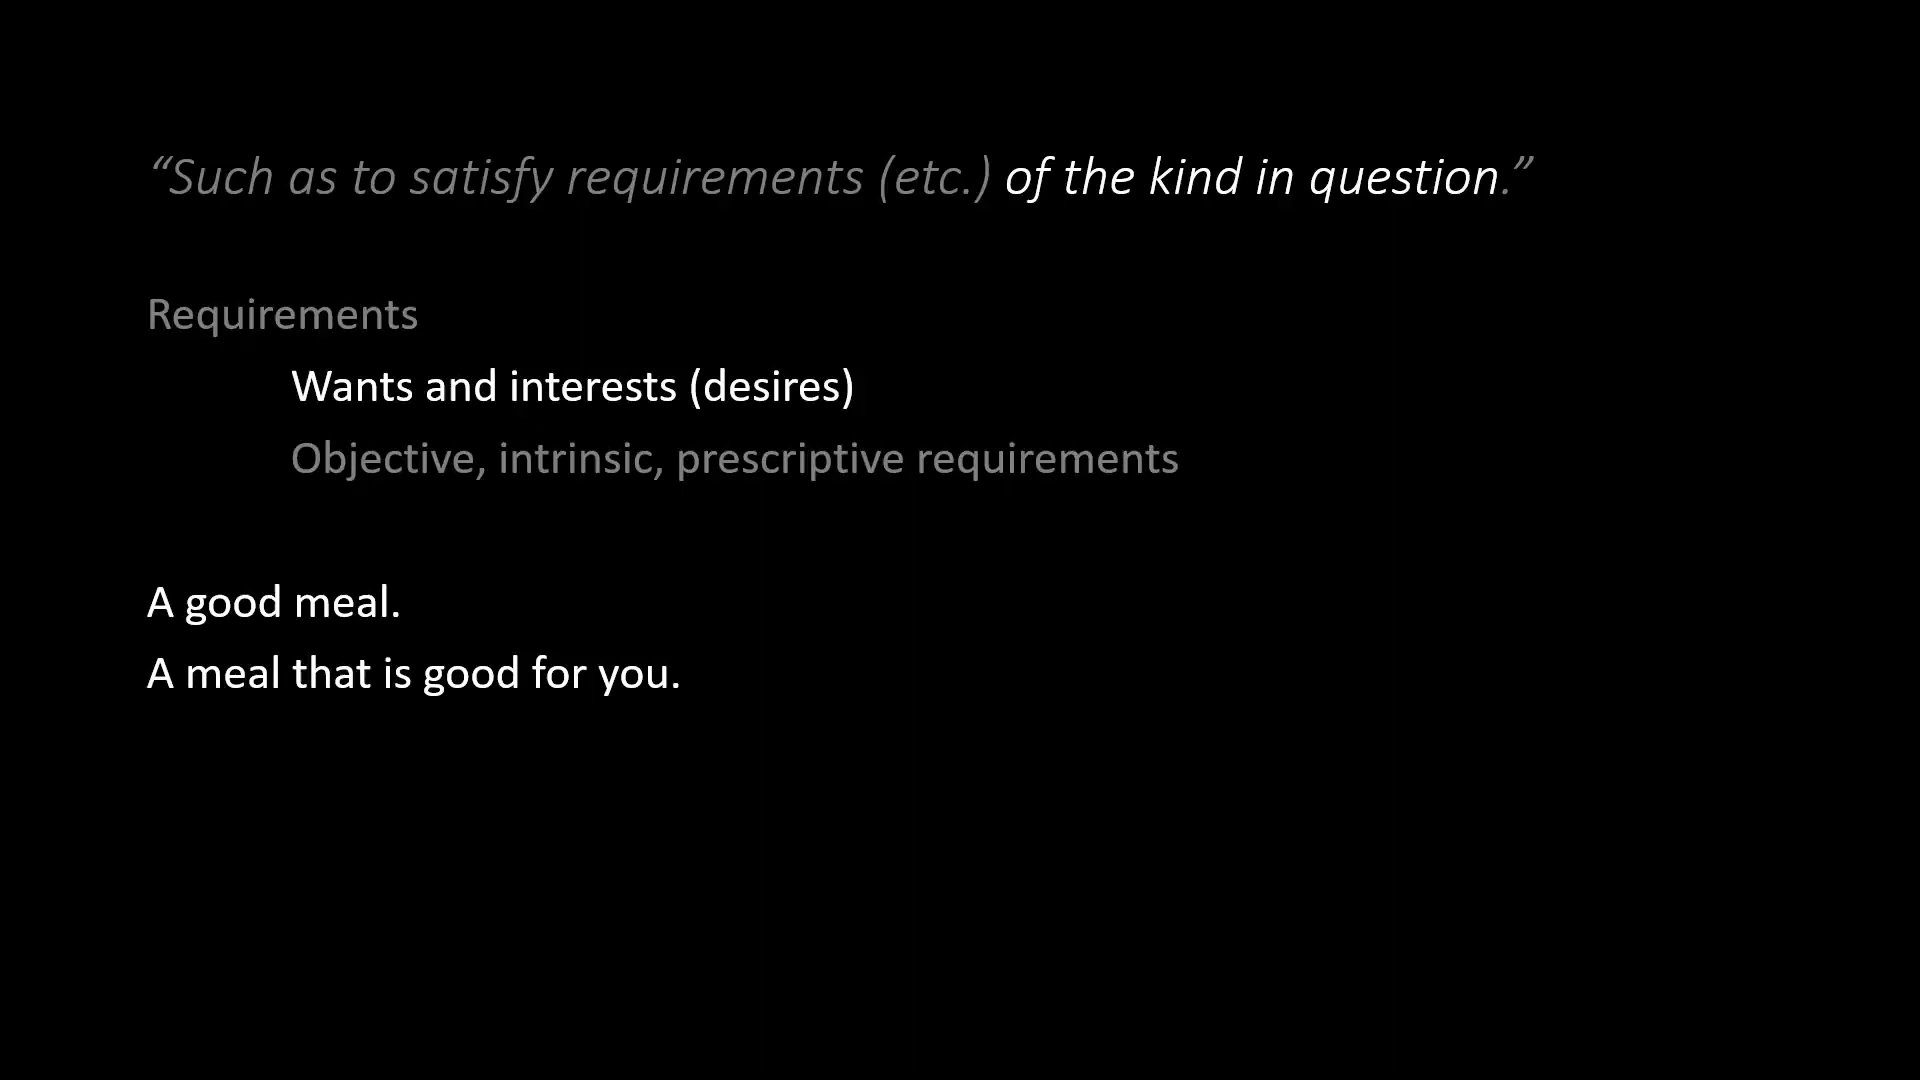 “Such as to satisfy requirements (etc.) of the kind in question.”
Requirements
Wants and interests (desires)
Objective, intrinsic, prescriptive requirements
A good meal.
A meal that is good for you.